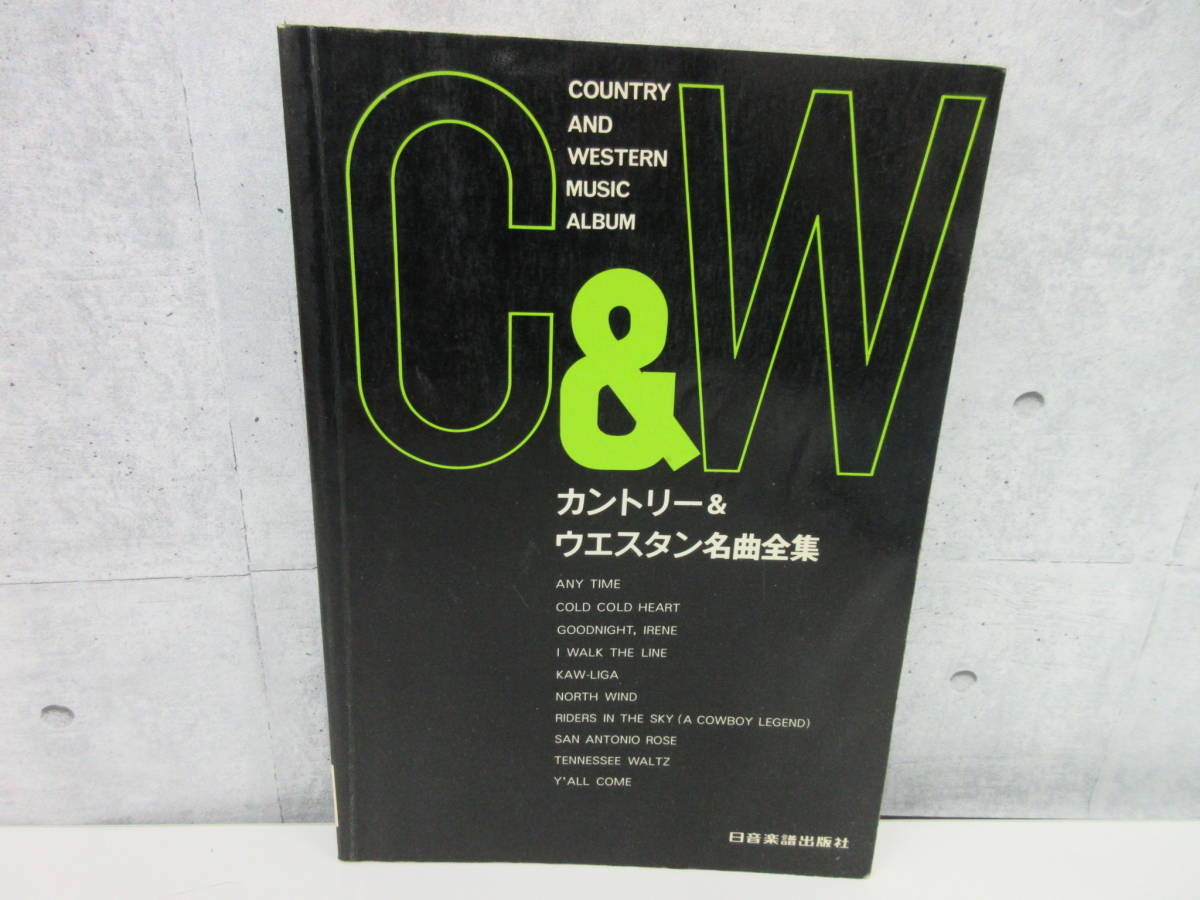 C&W
COUNTRY
AND
WESTERN
MUSIC
ALBUM
カントリー&
ウエスタン名曲全集
ANY TIME
COLD COLD HEART
GOODNIGHT, IRENE
I WALK THE LINE
KAW-LIGA
NORTH WIND
RIDERS IN THE SKY (A COWBOY LEGEND)
SAN ANTONIO ROSE
TENNESSEE WALTZ
Y'ALL COME
日音楽譜出版社